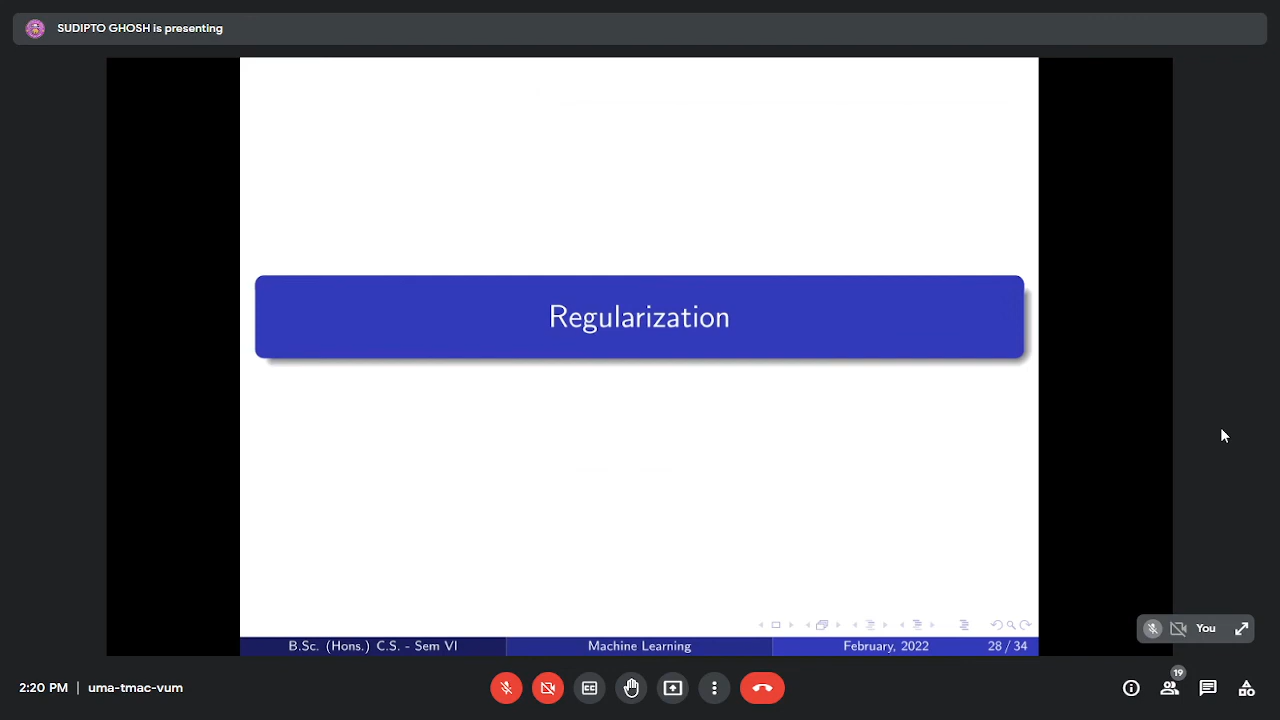 SUDIPTO GHOSH is presenting
Regularization
B.Sc. (Hons.) C.S. - Sem VI
Machine Learning
February, 2022
28 / 34
You
19
2:20 PM | uma-tmac-vum
CC